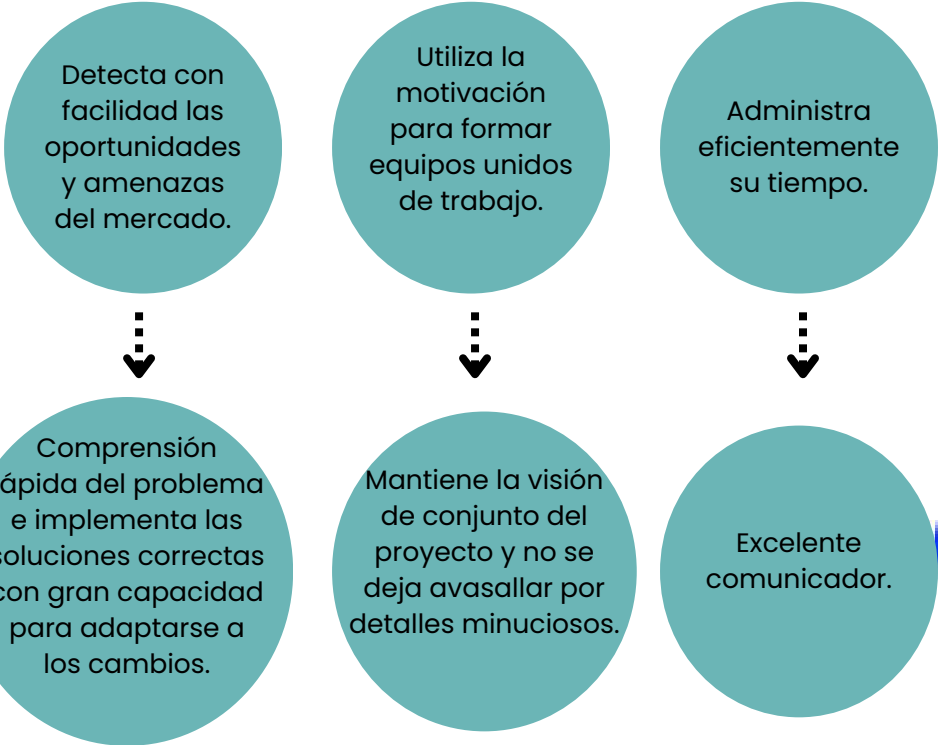 Detecta con
facilidad las
oportunidades
y amenazas
del mercado.
Utiliza la
motivación
para formar
equipos unidos
de trabajo.
Administra
eficientemente
su tiempo.
Comprensión
ápida del problema
e implementa las
soluciones correctas
con gran capacidad
para adaptarse a
los cambios.
Mantiene la visión
de conjunto del
proyecto y no se
deja avasallar por
detalles minuciosos.
Excelente
comunicador.